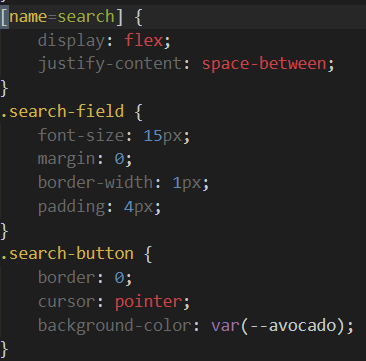 [name=search] {
    display: flex;
    justify-content: space-between;
}
.search-field {
    font-size: 15px;
    margin: 0;
    border-width: 1px;
    padding: 4px;
}
.search-button {
    border: 0;
    cursor: pointer;
    background-color: var(--avocado);
}